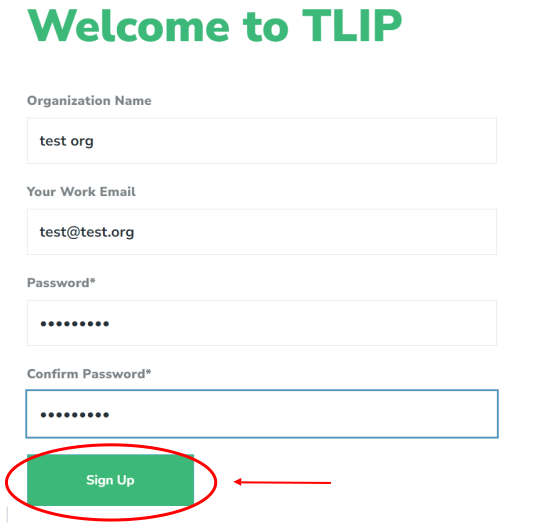 Welcome to TLIP
Organization Name
test org
Your Work Email
test@test.org
Password*
•••••••••
Confirm Password*
•••••••••
Sign Up